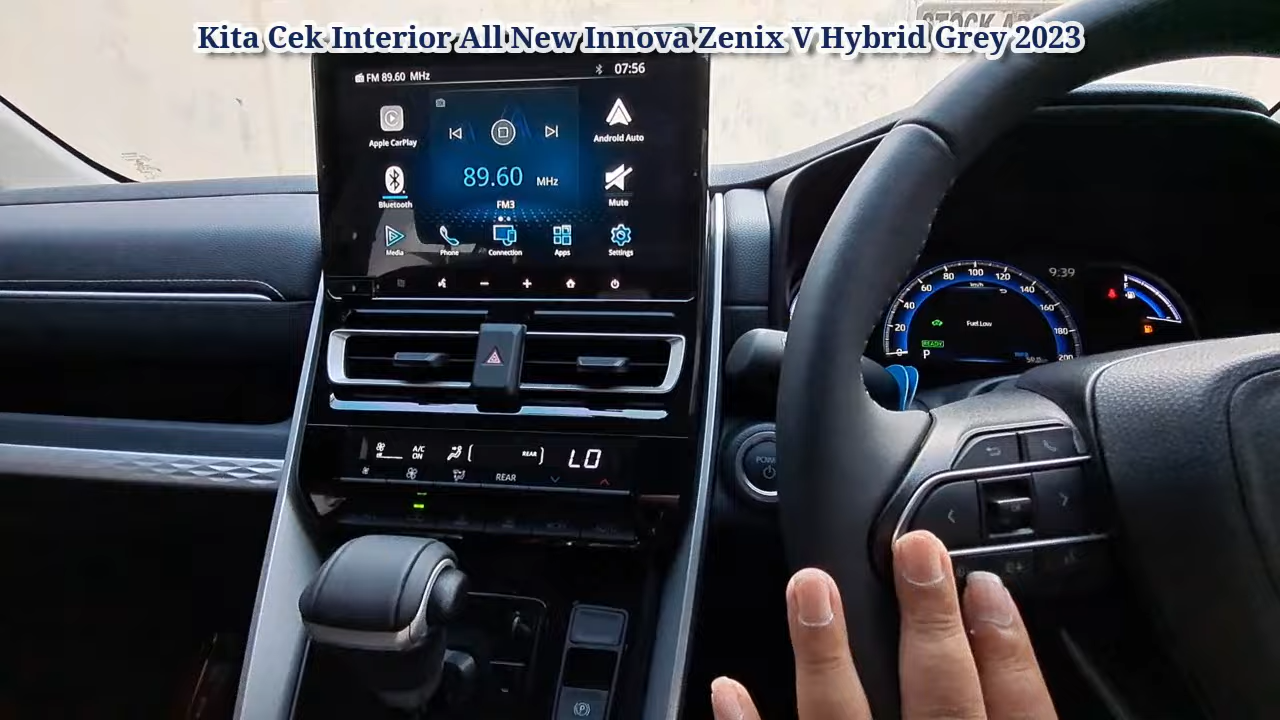 Kita Cek Interior All New Innova Zenix V Hybrid Grey 2023
FM 89.60 MHz
07:56
Apple CarPlay
Android Auto
89.60 MHz
Bluetooth
FM3
Mute
Media
Phone
Connection
Apps
Settings
9:39
0 20 40 60 80 100 120 140 160 180 200
km/h
Fuel Low
READY
P
A/C
ON
REAR
LO
REAR
POWER
OK